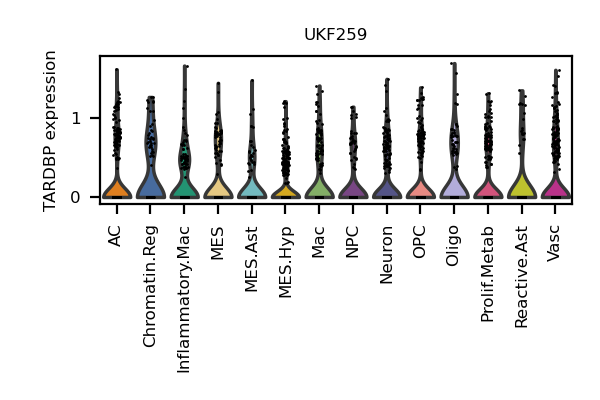 UKF259
TARDBP expression
1
0
AC
Chromatin.Reg
Inflammatory.Mac
MES
MES.Ast
MES.Hyp
Mac
NPC
Neuron
OPC
Oligo
Prolif.Metab
Reactive.Ast
Vasc